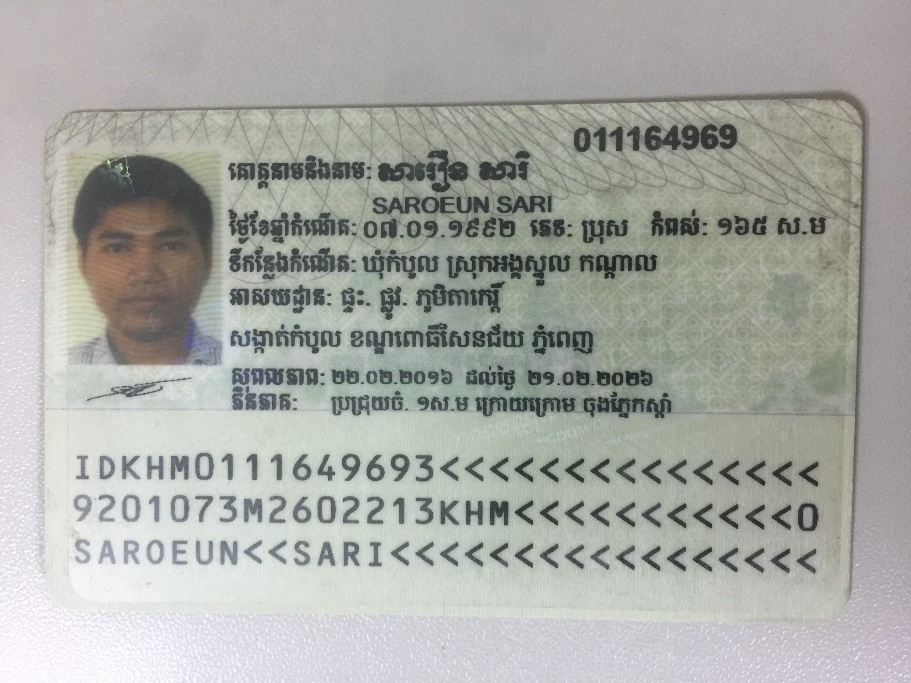 011164969
គោត្តនាមនិងនាម: សារឿន សារី
SAROEUN SARI
ថ្ងៃខែឆ្នាំកំណើត: ០៧.០១.១៩៩២ ភេទ: ប្រុស កំពស់: ១៦៥ ស.ម
ទីកន្លែងកំណើត: ឃុំកំបូល ស្រុកអង្គស្នួល កណ្តាល
អាសយដ្ឋាន: ផ្ទះ. ផ្លូវ. ភូមិតាកេរ្តិ៍
សង្កាត់កំបូល ខណ្ឌពោធិ៍សែនជ័យ ភ្នំពេញ
សុពលភាព: ២២.០២.២០១៦ ដល់ថ្ងៃ ២១.០២.២០២៦
ភិនភាគ: ប្រជ្រុយចំ. ១ស.ម ក្រោយក្រោម ចុងភ្នែកស្តាំ
IDKHM0111649693<<<<<<<<<<<<<<<
9201073M2602213KHM<<<<<<<<<<<0
SAROEUN<<SARI<<<<<<<<<<<<<<<<<